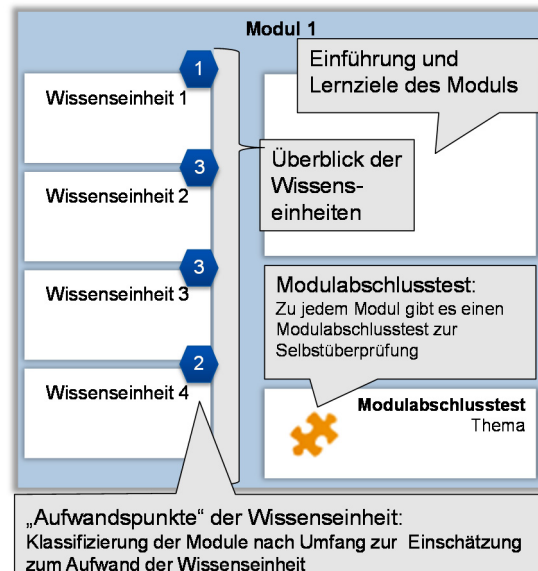 Modul 1
1
Wissenseinheit 1
3
Wissenseinheit 2
3
Wissenseinheit 3
2
Wissenseinheit 4
Einführung und
Lernziele des Moduls
Überblick der
Wissens-
einheiten
Modulabschlusstest:
Zu jedem Modul gibt es einen
Modulabschlusstest zur
Selbstüberprüfung
Modulabschlusstest
Thema
„Aufwandspunkte“ der Wissenseinheit:
Klassifizierung der Module nach Umfang zur Einschätzung
zum Aufwand der Wissenseinheit